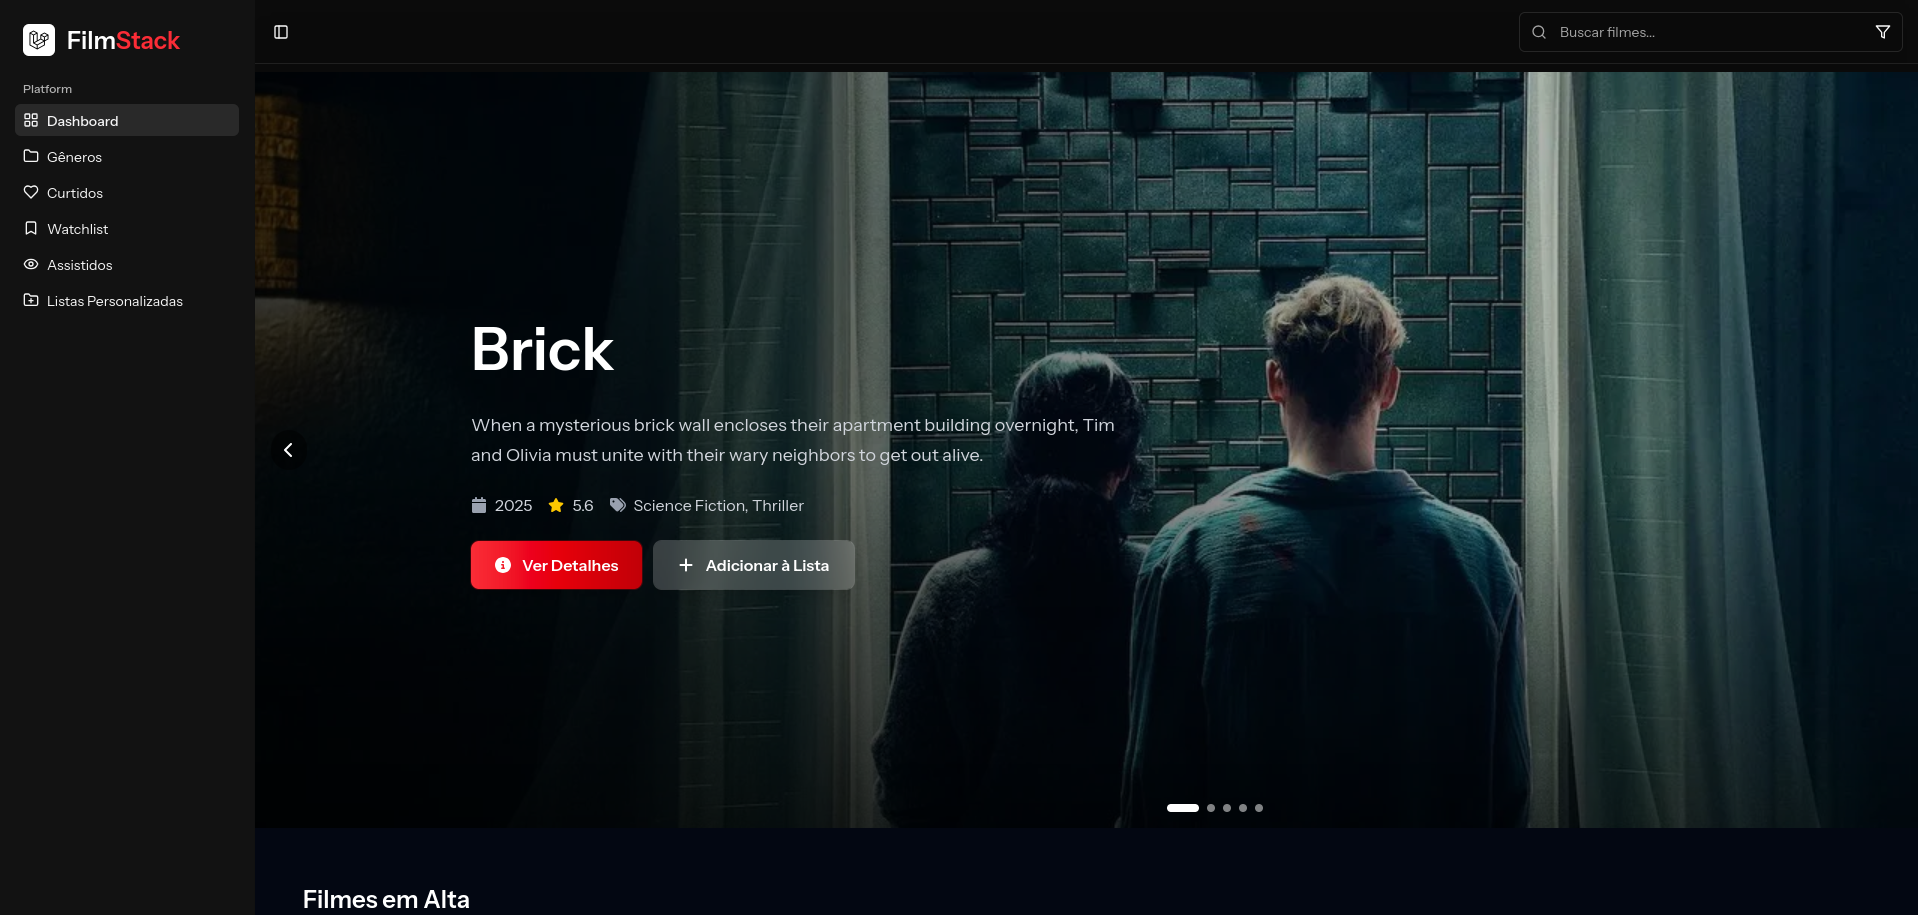 FilmStack
Platform
Dashboard
Gêneros
Curtidos
Watchlist
Assistidos
Listas Personalizadas
Buscar filmes...
Brick
When a mysterious brick wall encloses their apartment building overnight, Tim
and Olivia must unite with their wary neighbors to get out alive.
2025 5.6 Science Fiction, Thriller
Ver Detalhes
Adicionar à Lista
Filmes em Alta